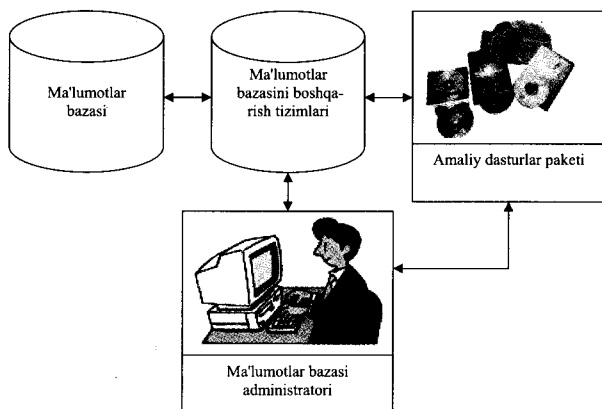 Ma'lumotlar
bazasi
Ma'lumotlar
bazasini boshqa-
rish tizimlari
Amaliy dasturlar paketi
Ma'lumotlar bazasi
administratori